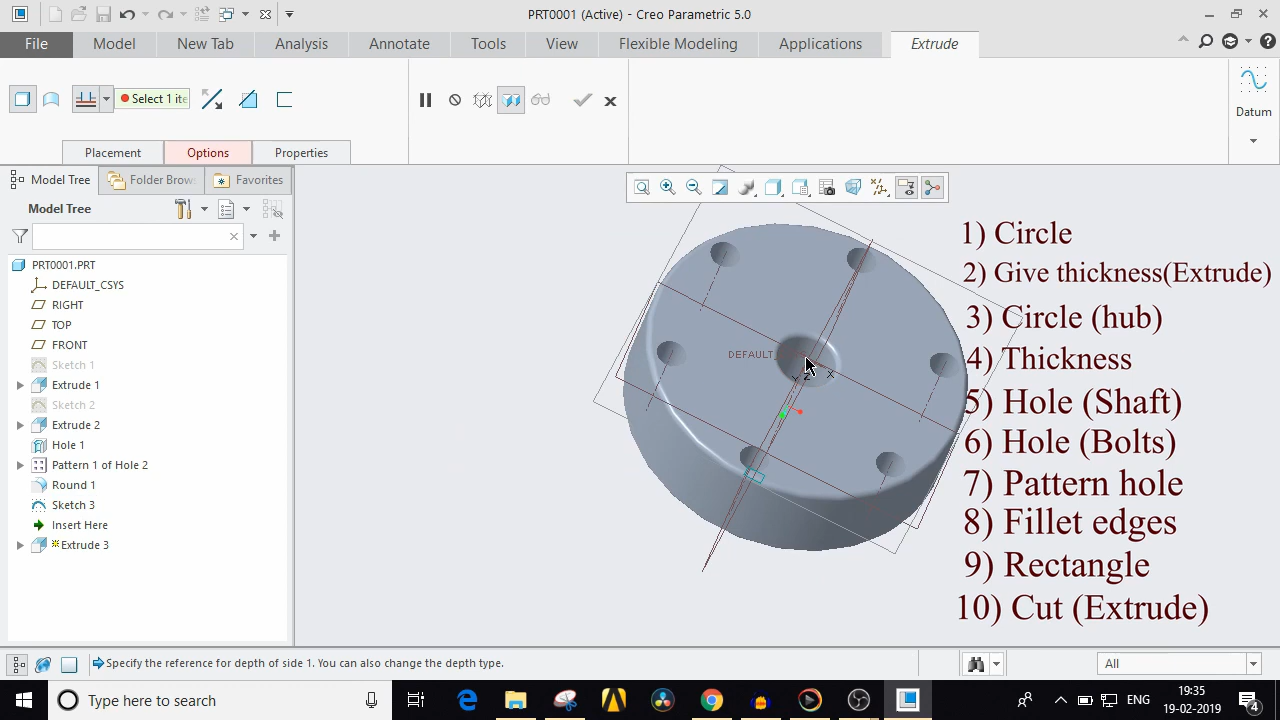 PRT0001 (Active) - Creo Parametric 5.0
File Model New Tab Analysis Annotate Tools View Flexible Modeling Applications Extrude
Select 1 ite
Datum
Placement Options Properties
Model Tree Folder Brow Favorites
Model Tree
PRT0001.PRT
DEFAULT_CSYS
RIGHT
TOP
FRONT
Sketch 1
Extrude 1
Sketch 2
Extrude 2
Hole 1
Pattern 1 of Hole 2
Round 1
Sketch 3
Insert Here
Extrude 3
DEFAULT_
X
Y
Z
1) Circle
2) Give thickness(Extrude)
3) Circle (hub)
4) Thickness
5) Hole (Shaft)
6) Hole (Bolts)
7) Pattern hole
8) Fillet edges
9) Rectangle
10) Cut (Extrude)
Specify the reference for depth of side 1. You can also change the depth type.
All
Type here to search
ENG
19:35
19-02-2019
4